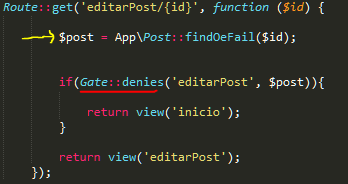 Route::get('editarPost/{id}', function ($id) {
$post = App\Post::findOeFail($id);
if(Gate::denies('editarPost', $post)){
return view('inicio');
}
return view('editarPost');
});